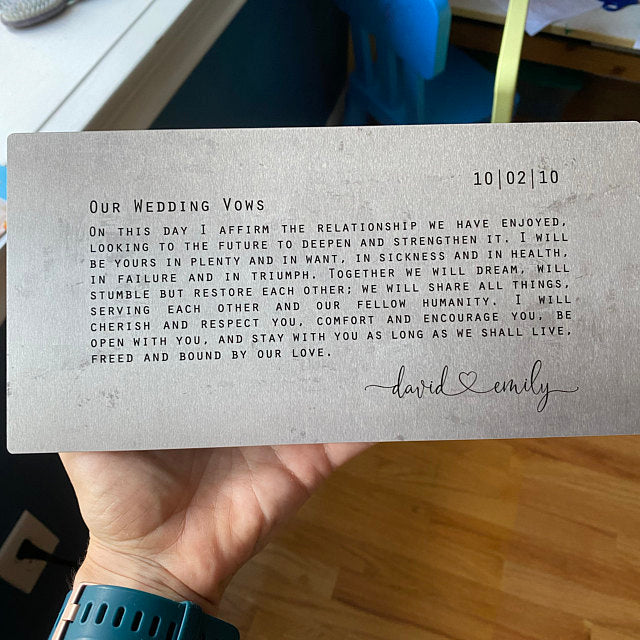 10|02|10
Our Wedding Vows
On this day I affirm the relationship we have enjoyed,
looking to the future to deepen and strengthen it. I will
be yours in plenty and in want, in sickness and in health,
in failure and in triumph. Together we will dream, will
stumble but restore each other; we will share all things,
serving each other and our fellow humanity. I will
cherish and respect you, comfort and encourage you, be
open with you, and stay with you as long as we shall live,
freed and bound by our love.
david♡emily